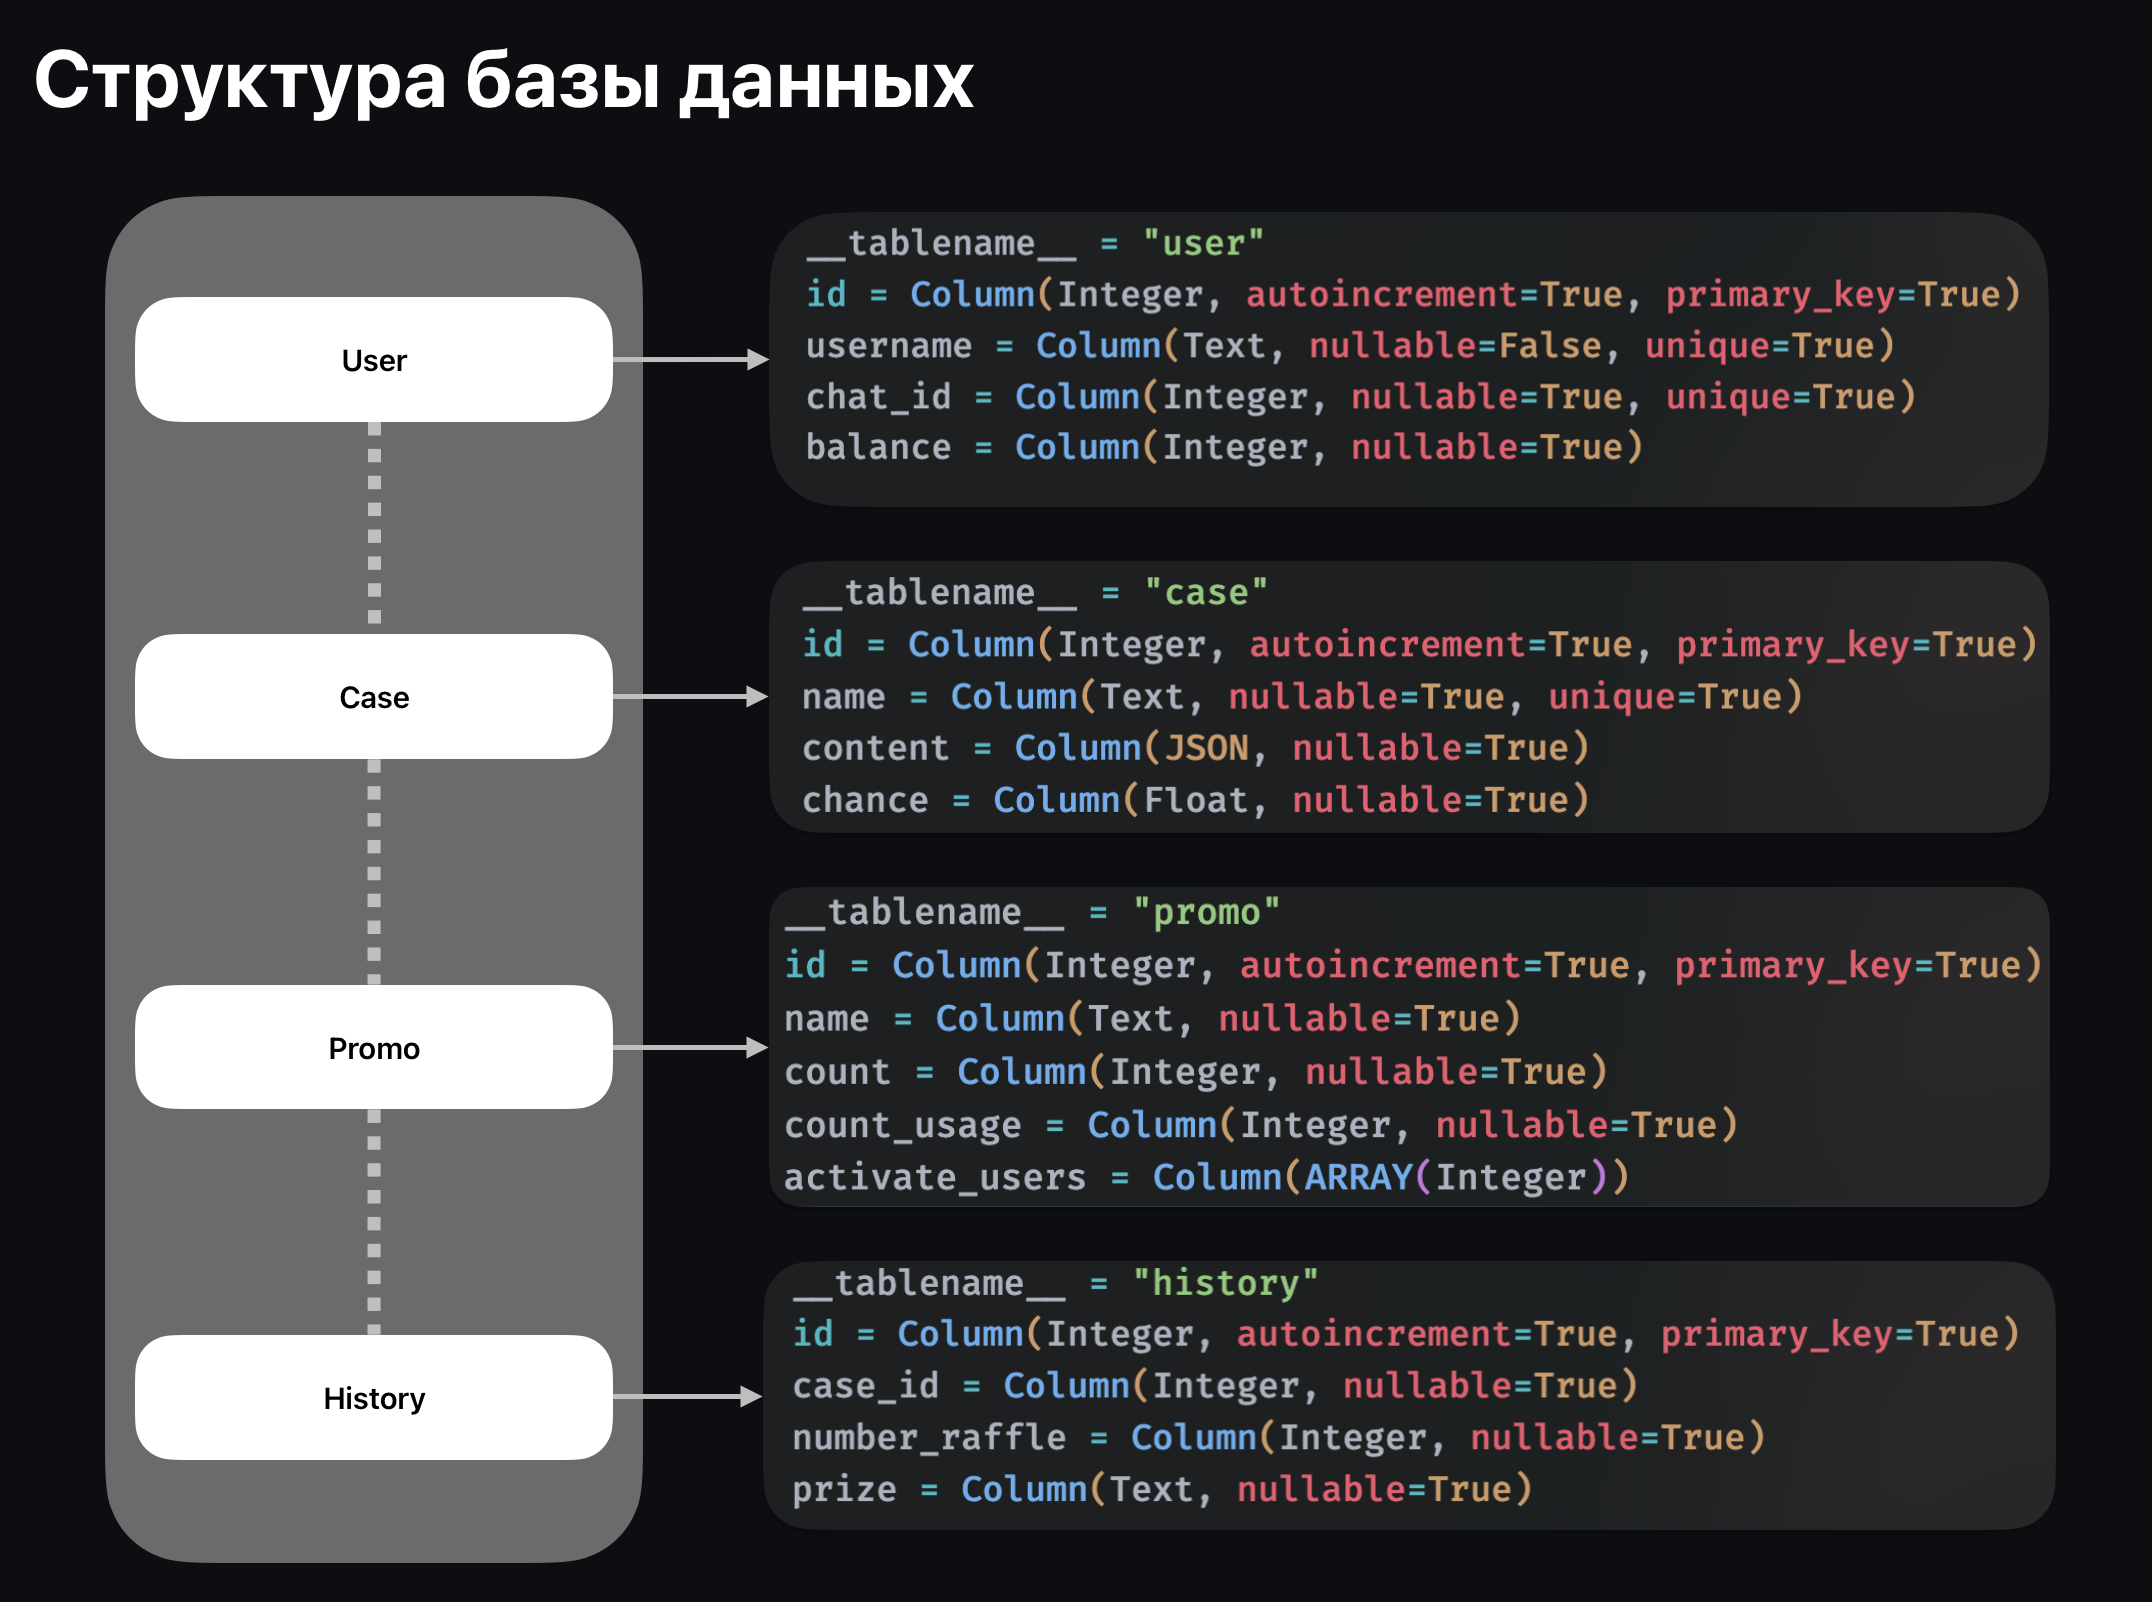 Структура базы данных
User
__tablename__ = "user"
id = Column(Integer, autoincrement=True, primary_key=True)
username = Column(Text, nullable=False, unique=True)
chat_id = Column(Integer, nullable=True, unique=True)
balance = Column(Integer, nullable=True)
Case
__tablename__ = "case"
id = Column(Integer, autoincrement=True, primary_key=True)
name = Column(Text, nullable=True, unique=True)
content = Column(JSON, nullable=True)
chance = Column(Float, nullable=True)
Promo
__tablename__ = "promo"
id = Column(Integer, autoincrement=True, primary_key=True)
name = Column(Text, nullable=True)
count = Column(Integer, nullable=True)
count_usage = Column(Integer, nullable=True)
activate_users = Column(ARRAY(Integer))
History
__tablename__ = "history"
id = Column(Integer, autoincrement=True, primary_key=True)
case_id = Column(Integer, nullable=True)
number_raffle = Column(Integer, nullable=True)
prize = Column(Text, nullable=True)